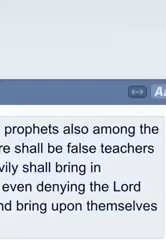 A
prophets also among the
re shall be false teachers
vily shall bring in
even denying the Lord
nd bring upon themselves